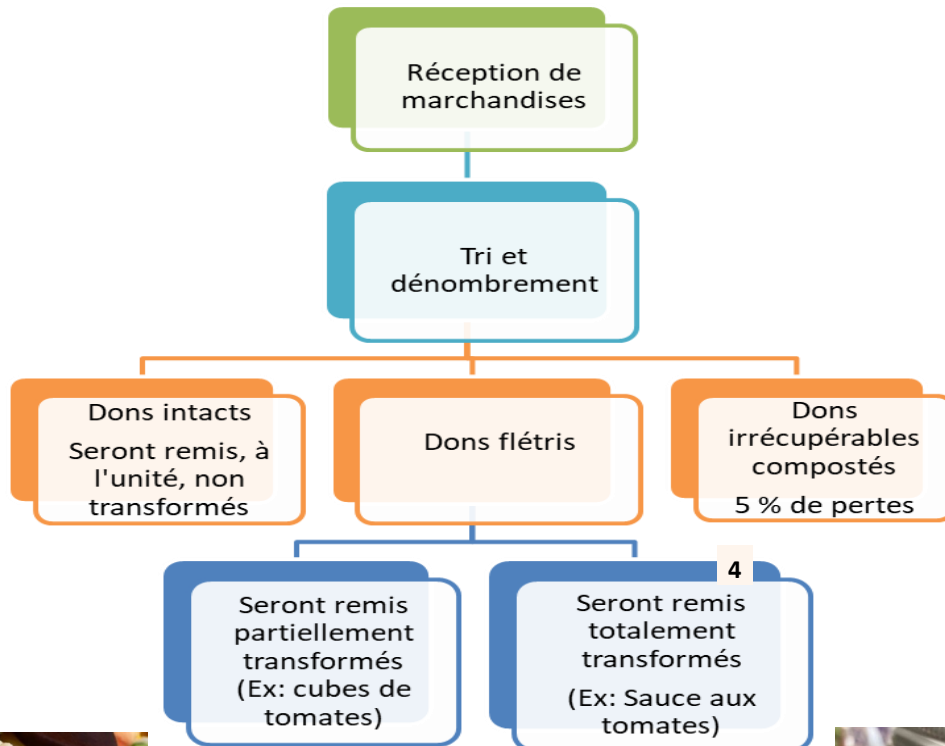 Réception de
marchandises
Tri et
dénombrement
Dons intacts
Seront remis, à
l'unité, non
transformés
Dons flétris
Dons
irrécupérables
compostés
5 % de pertes
Seront remis
partiellement
transformés
(Ex: cubes de
tomates)
4
Seront remis
totalement
transformés
(Ex: Sauce aux
tomates)